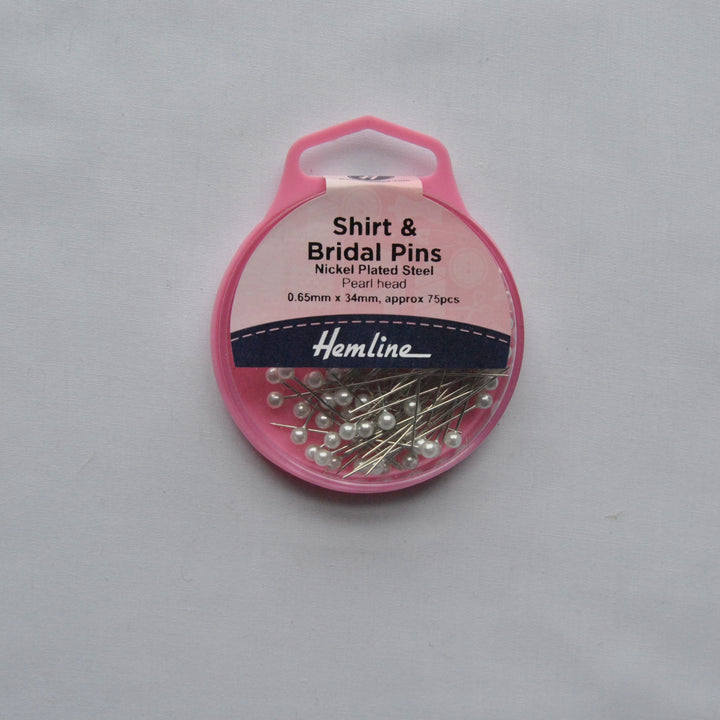 Shirt &
Bridal Pins
Nickel Plated Steel
Pearl head
0.65mm x 34mm, approx 75pcs
Hemline